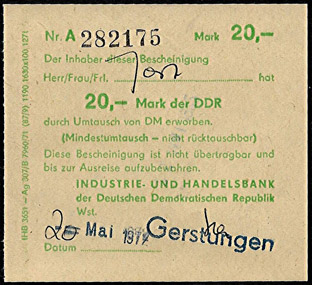 Nr. A 282175 Mark 20,-
Der Inhaber dieser Bescheinigung
Herr/Frau/Frl. hat
20,- Mark der DDR
durch Umtausch von DM erworben.
(Mindestumtausch – nicht rücktauschbar)
Diese Bescheinigung ist nicht übertragbar und
bis zur Ausreise aufzubewahren.
INDUSTRIE- UND HANDELSBANK
der Deutschen Demokratischen Republik
Wst.
20 Mai Gerstungen
Datum